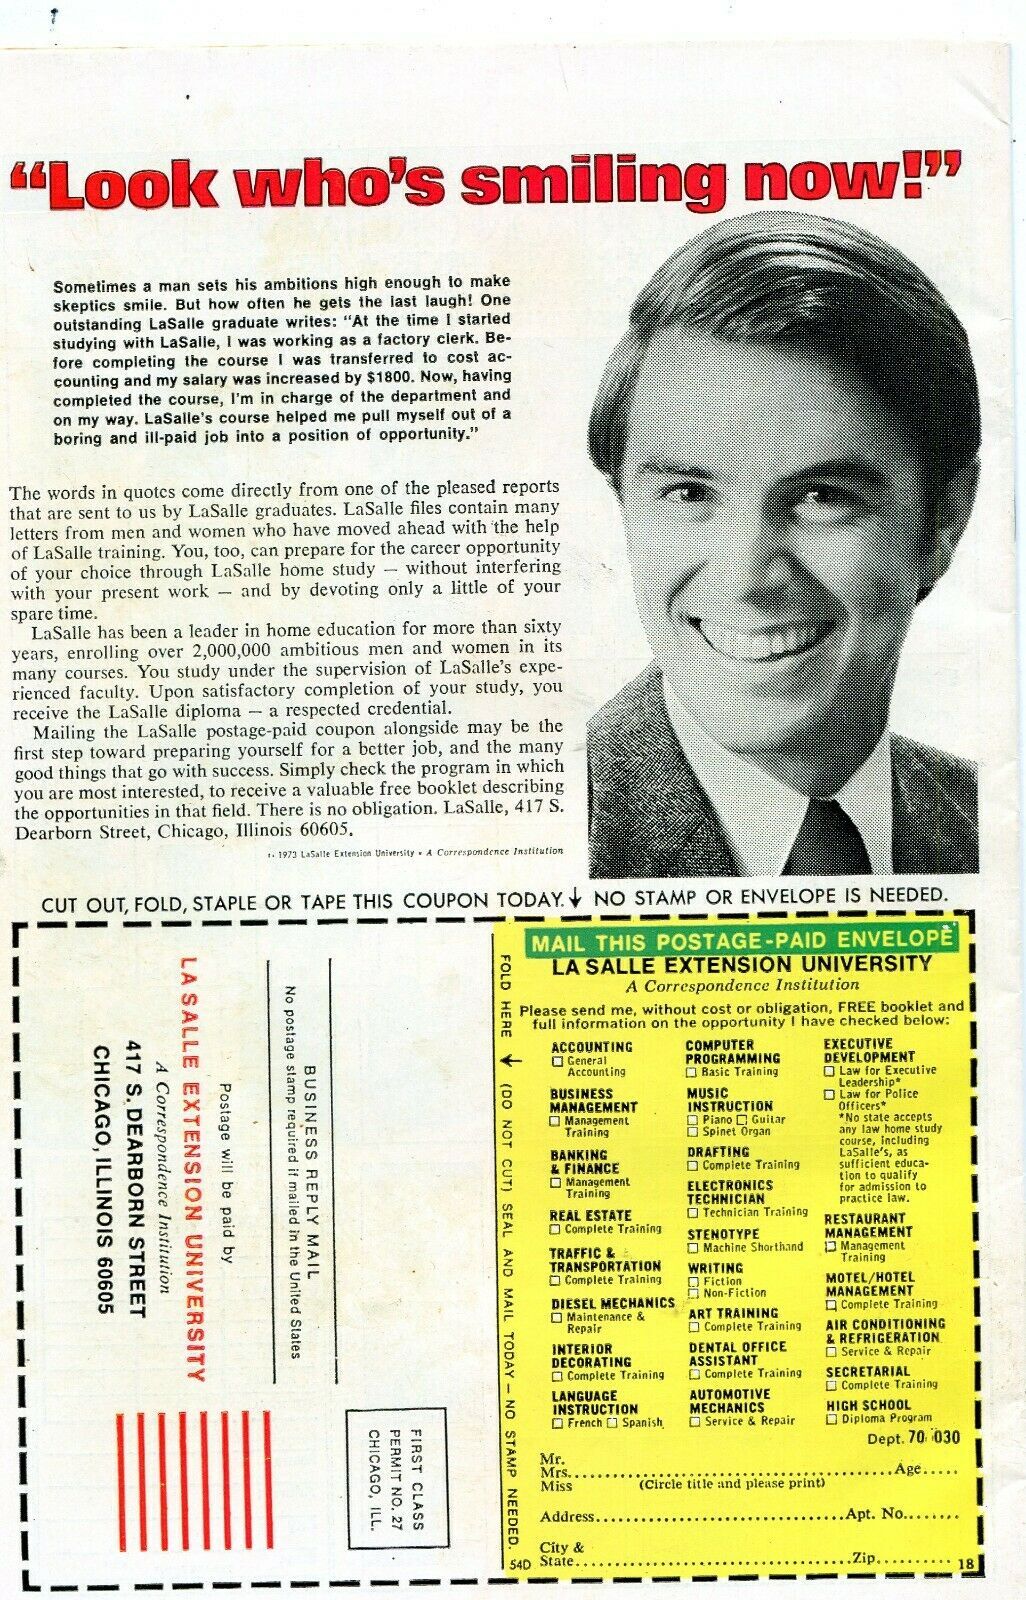 “Look who's smiling now!”
Sometimes a man sets his ambitions high enough to make
skeptics smile. But how often he gets the last laugh! One
outstanding LaSalle graduate writes: "At the time I started
studying with LaSalle, I was working as a factory clerk. Be-
fore completing the course I was transferred to cost ac-
counting and my salary was increased by $1800. Now, having
completed the course, I'm in charge of the department and
on my way. LaSalle's course helped me pull myself out of a
boring and ill-paid job into a position of opportunity."
The words in quotes come directly from one of the pleased reports
that are sent to us by LaSalle graduates. LaSalle files contain many
letters from men and women who have moved ahead with the help
of LaSalle training. You, too, can prepare for the career opportunity
of your choice through LaSalle home study — without interfering
with your present work — and by devoting only a little of your
spare time.
LaSalle has been a leader in home education for more than sixty
years, enrolling over 2,000,000 ambitious men and women in its
many courses. You study under the supervision of LaSalle's expe-
rienced faculty. Upon satisfactory completion of your study, you
receive the LaSalle diploma — a respected credential.
Mailing the LaSalle postage-paid coupon alongside may be the
first step toward preparing yourself for a better job, and the many
good things that go with success. Simply check the program in which
you are most interested, to receive a valuable free booklet describing
the opportunities in that field. There is no obligation. LaSalle, 417 S.
Dearborn Street, Chicago, Illinois 60605.
1973 LaSalle Extension University • A Correspondence Institution
CUT OUT, FOLD, STAPLE OR TAPE THIS COUPON TODAY. ↓ NO STAMP OR ENVELOPE IS NEEDED.
FIRST CLASS
PERMIT NO. 27
CHICAGO, ILL.
BUSINESS REPLY MAIL
No postage stamp required if mailed in the United States
Postage will be paid by
LA SALLE EXTENSION UNIVERSITY
A Correspondence Institution
417 S. DEARBORN STREET
CHICAGO, ILLINOIS 60605
FOLD HERE ← (DO NOT CUT) SEAL AND MAIL TODAY – NO STAMP NEEDED.
MAIL THIS POSTAGE-PAID ENVELOPE
LA SALLE EXTENSION UNIVERSITY
A Correspondence Institution
Please send me, without cost or obligation, FREE booklet and
full information on the opportunity I have checked below:
ACCOUNTING
☐ General
Accounting
BUSINESS
MANAGEMENT
☐ Management
Training
BANKING
& FINANCE
☐ Management
Training
REAL ESTATE
☐ Complete Training
TRAFFIC &
TRANSPORTATION
☐ Complete Training
DIESEL MECHANICS
☐ Maintenance &
Repair
INTERIOR
DECORATING
☐ Complete Training
LANGUAGE
INSTRUCTION
☐ French ☐ Spanish
COMPUTER
PROGRAMMING
☐ Basic Training
MUSIC
INSTRUCTION
☐ Piano ☐ Guitar
☐ Spinet Organ
DRAFTING
☐ Complete Training
ELECTRONICS
TECHNICIAN
☐ Technician Training
STENOTYPE
☐ Machine Shorthand
WRITING
☐ Fiction
☐ Non-Fiction
ART TRAINING
☐ Complete Training
DENTAL OFFICE
ASSISTANT
☐ Complete Training
AUTOMOTIVE
MECHANICS
☐ Service & Repair
EXECUTIVE
DEVELOPMENT
☐ Law for Executive
Leadership*
☐ Law for Police
Officers*
*No state accepts
any law home study
course, including
LaSalle's, as
sufficient educa-
tion to qualify
for admission to
practice law.
RESTAURANT
MANAGEMENT
☐ Management
Training
MOTEL/HOTEL
MANAGEMENT
☐ Complete Training
AIR CONDITIONING
& REFRIGERATION
☐ Service & Repair
SECRETARIAL
☐ Complete Training
HIGH SCHOOL
☐ Diploma Program
Dept. 70-030
Mr.
Mrs. Age
Miss (Circle title and please print)
Address Apt. No.
City &
State Zip
54D 18